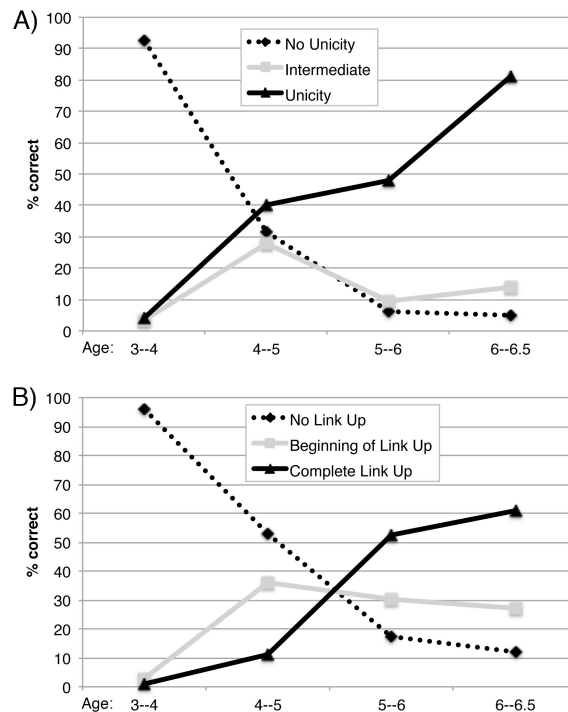 A)
100
90
80
70
60
50
40
30
20
10
0
% correct
No Unicity
Intermediate
Unicity
Age: 3--4 4--5 5--6 6--6.5
B)
100
90
80
70
60
50
40
30
20
10
0
% correct
No Link Up
Beginning of Link Up
Complete Link Up
Age: 3--4 4--5 5--6 6--6.5